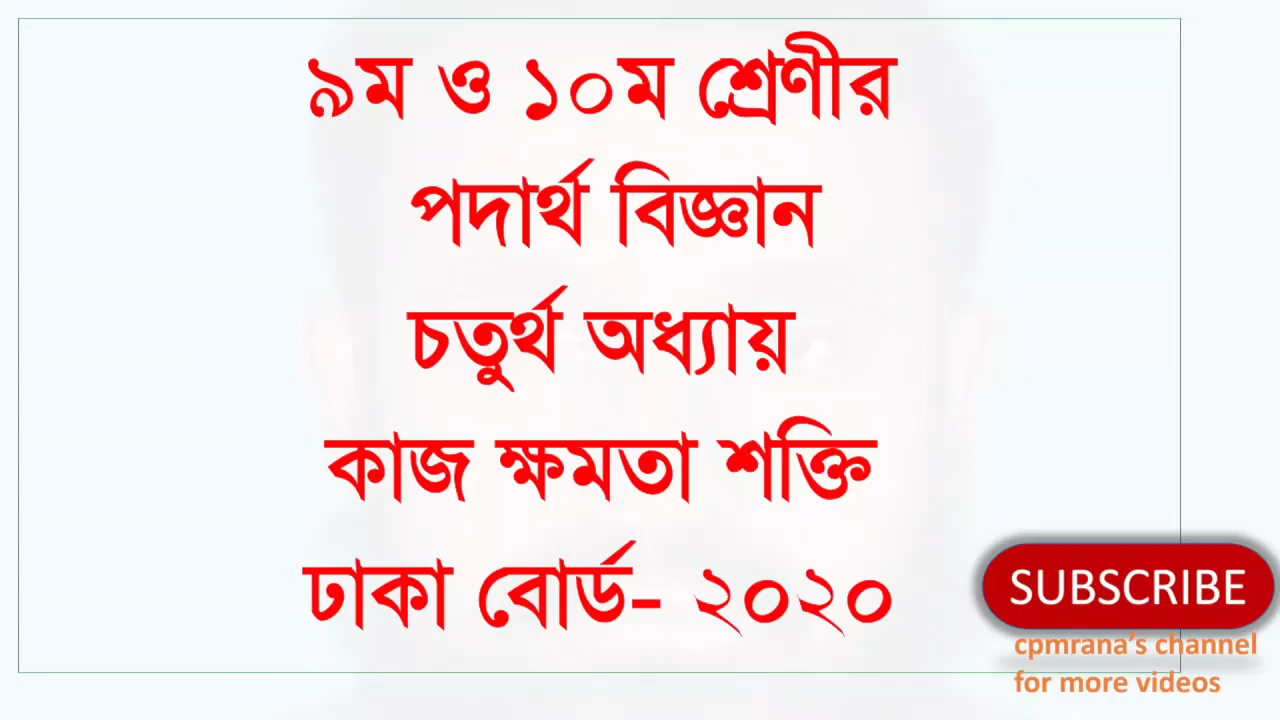 ৯ম ও ১০ম শ্রেণীর
পদার্থ বিজ্ঞান
চতুর্থ অধ্যায়
কাজ ক্ষমতা শক্তি
ঢাকা বোর্ড- ২০২০
SUBSCRIBE
cpmrana's channel
for more videos